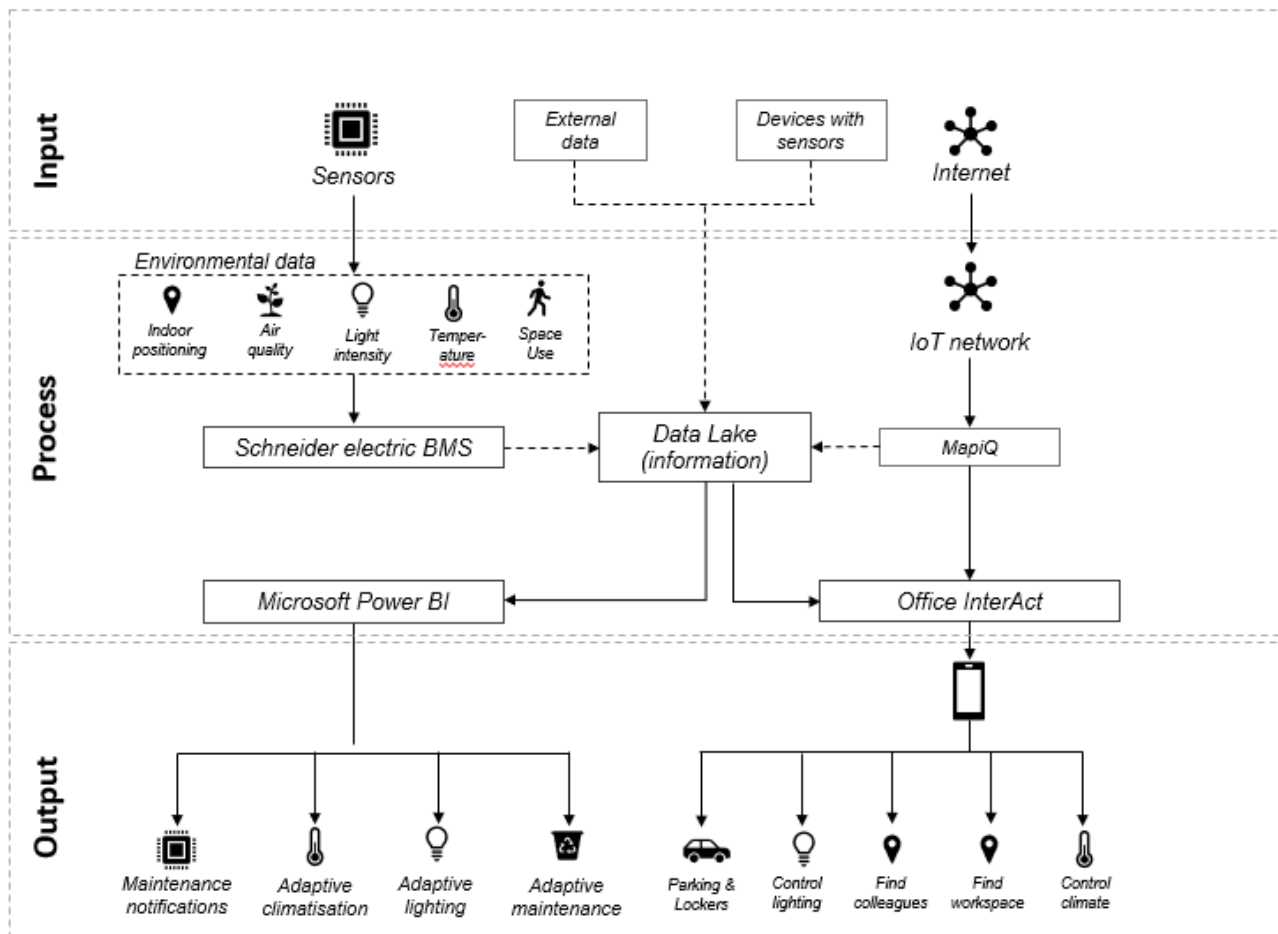 Input
Sensors
External
data
Devices with
sensors
Internet
Process
Environmental data
Indoor
positioning
Air
quality
Light
intensity
Temper-
ature
Space
Use
IoT network
Schneider electric BMS
Data Lake
(information)
MapiQ
Microsoft Power BI
Office InterAct
Output
Maintenance
notifications
Adaptive
climatisation
Adaptive
lighting
Adaptive
maintenance
Parking &
Lockers
Control
lighting
Find
colleagues
Find
workspace
Control
climate